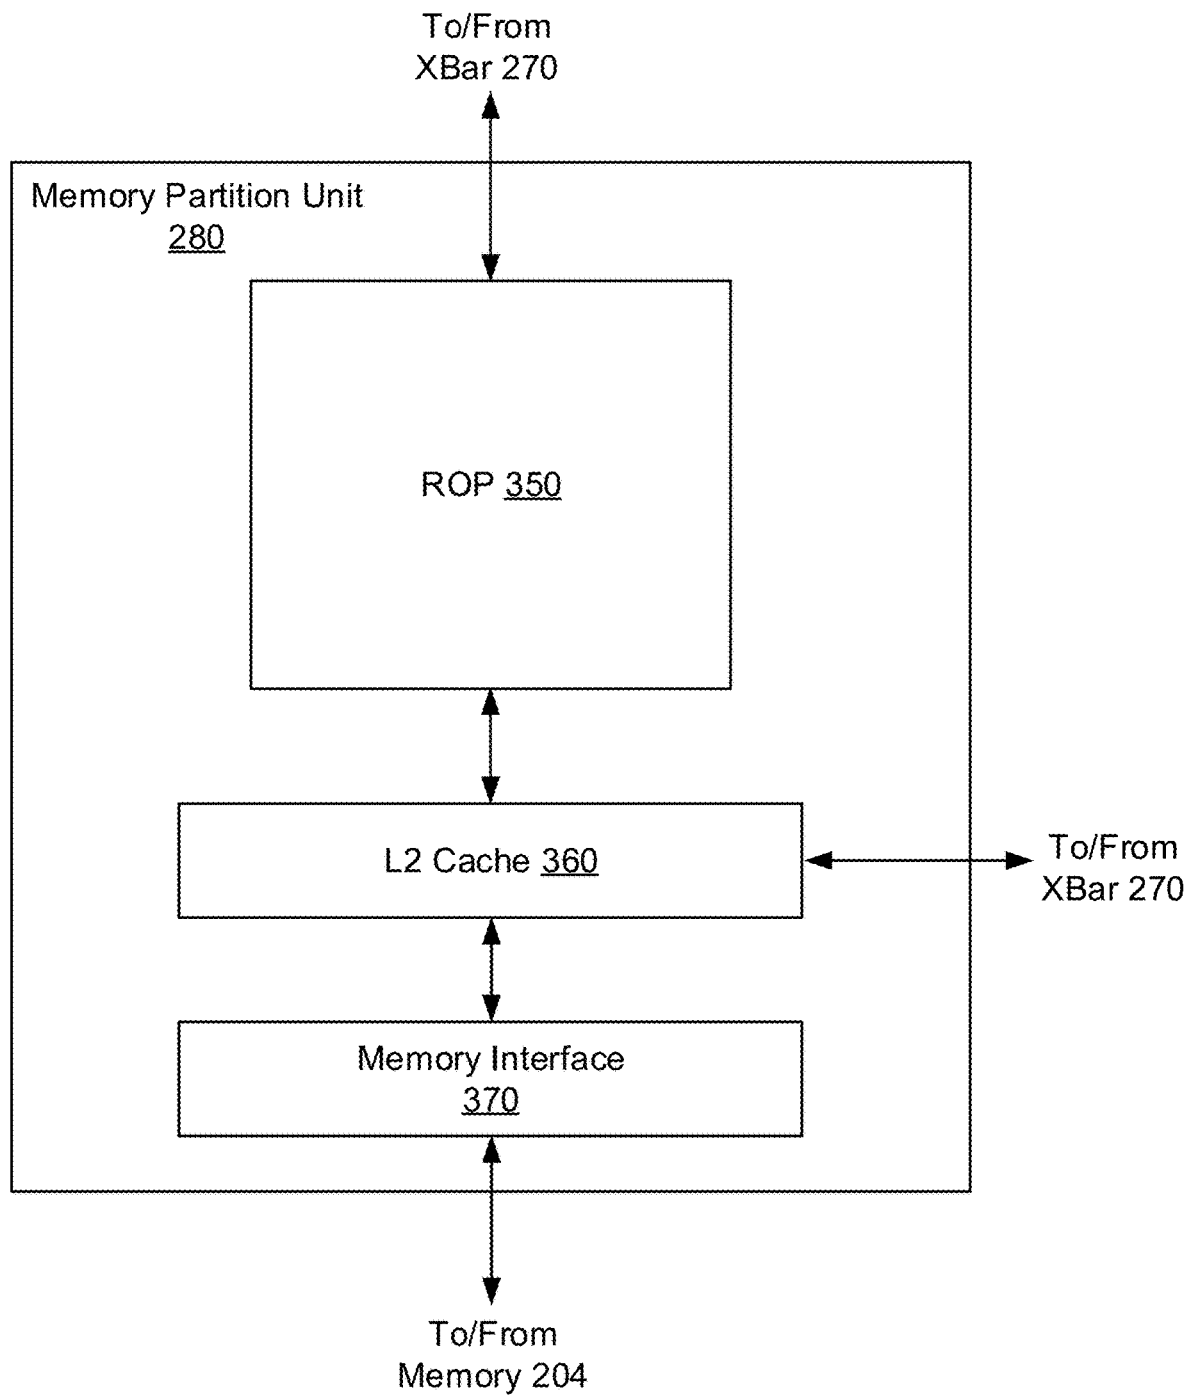 To/From
XBar 270
Memory Partition Unit
280
ROP 350
L2 Cache 360
To/From
XBar 270
Memory Interface
370
To/From
Memory 204